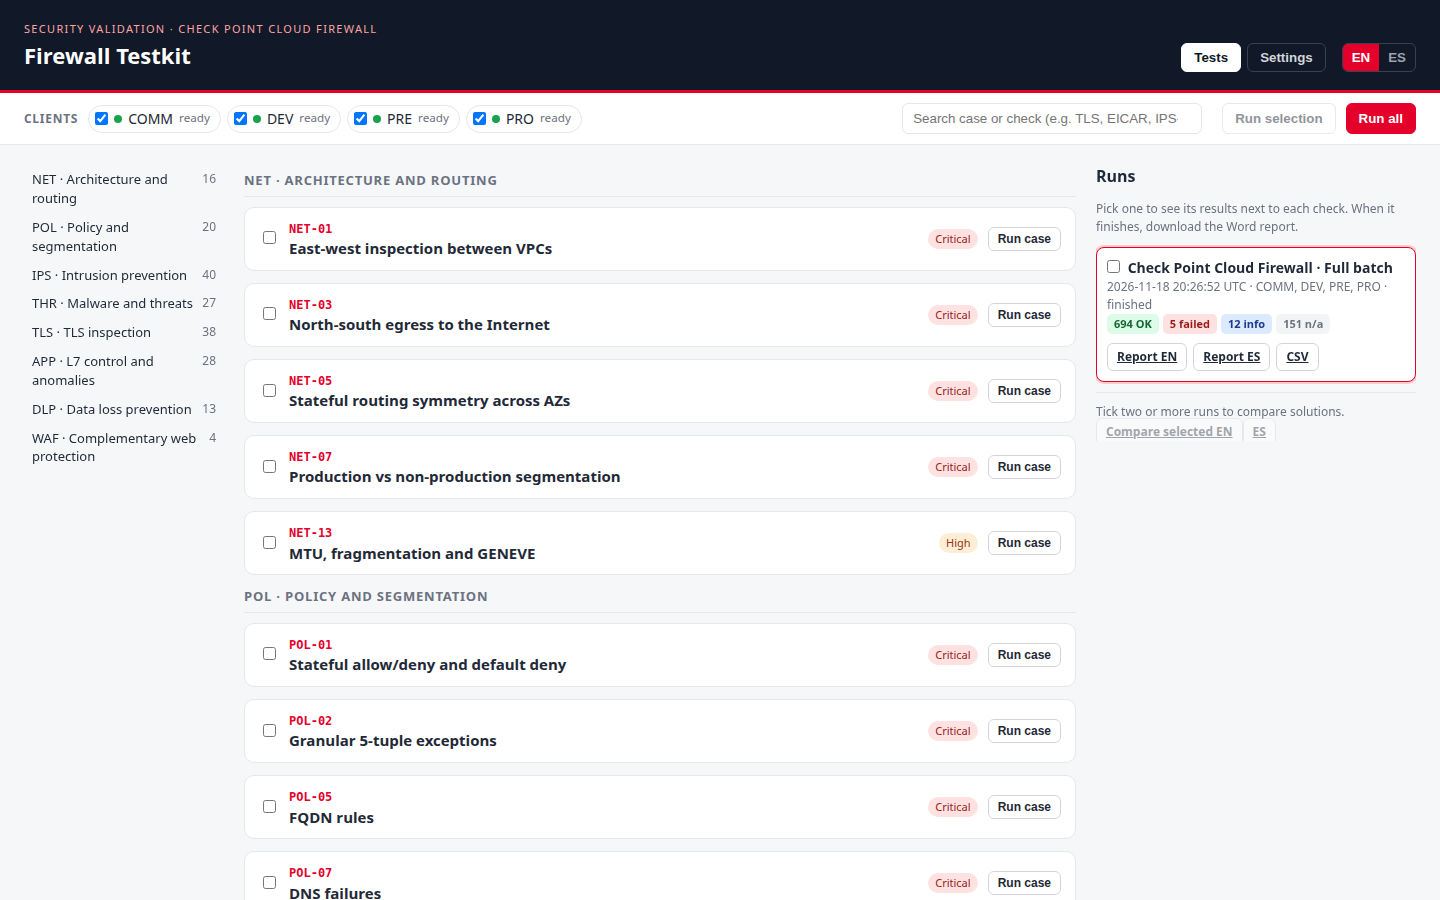 SECURITY VALIDATION · CHECK POINT CLOUD FIREWALL
Firewall Testkit
Tests
Settings
EN
ES
CLIENTS
COMM ready
DEV ready
PRE ready
PRO ready
Search case or check (e.g. TLS, EICAR, IPS
Run selection
Run all
NET · Architecture and routing 16
POL · Policy and segmentation 20
IPS · Intrusion prevention 40
THR · Malware and threats 27
TLS · TLS inspection 38
APP · L7 control and anomalies 28
DLP · Data loss prevention 13
WAF · Complementary web protection 4
NET · ARCHITECTURE AND ROUTING
NET-01
East-west inspection between VPCs
Critical
Run case
NET-03
North-south egress to the Internet
Critical
Run case
NET-05
Stateful routing symmetry across AZs
Critical
Run case
NET-07
Production vs non-production segmentation
Critical
Run case
NET-13
MTU, fragmentation and GENEVE
High
Run case
POL · POLICY AND SEGMENTATION
POL-01
Stateful allow/deny and default deny
Critical
Run case
POL-02
Granular 5-tuple exceptions
Critical
Run case
POL-05
FQDN rules
Critical
Run case
POL-07
DNS failures
Critical
Run case
Runs
Pick one to see its results next to each check. When it
finishes, download the Word report.
Check Point Cloud Firewall · Full batch
2026-11-18 20:26:52 UTC · COMM, DEV, PRE, PRO ·
finished
694 OK
5 failed
12 info
151 n/a
Report EN
Report ES
CSV
Tick two or more runs to compare solutions.
Compare selected EN
ES